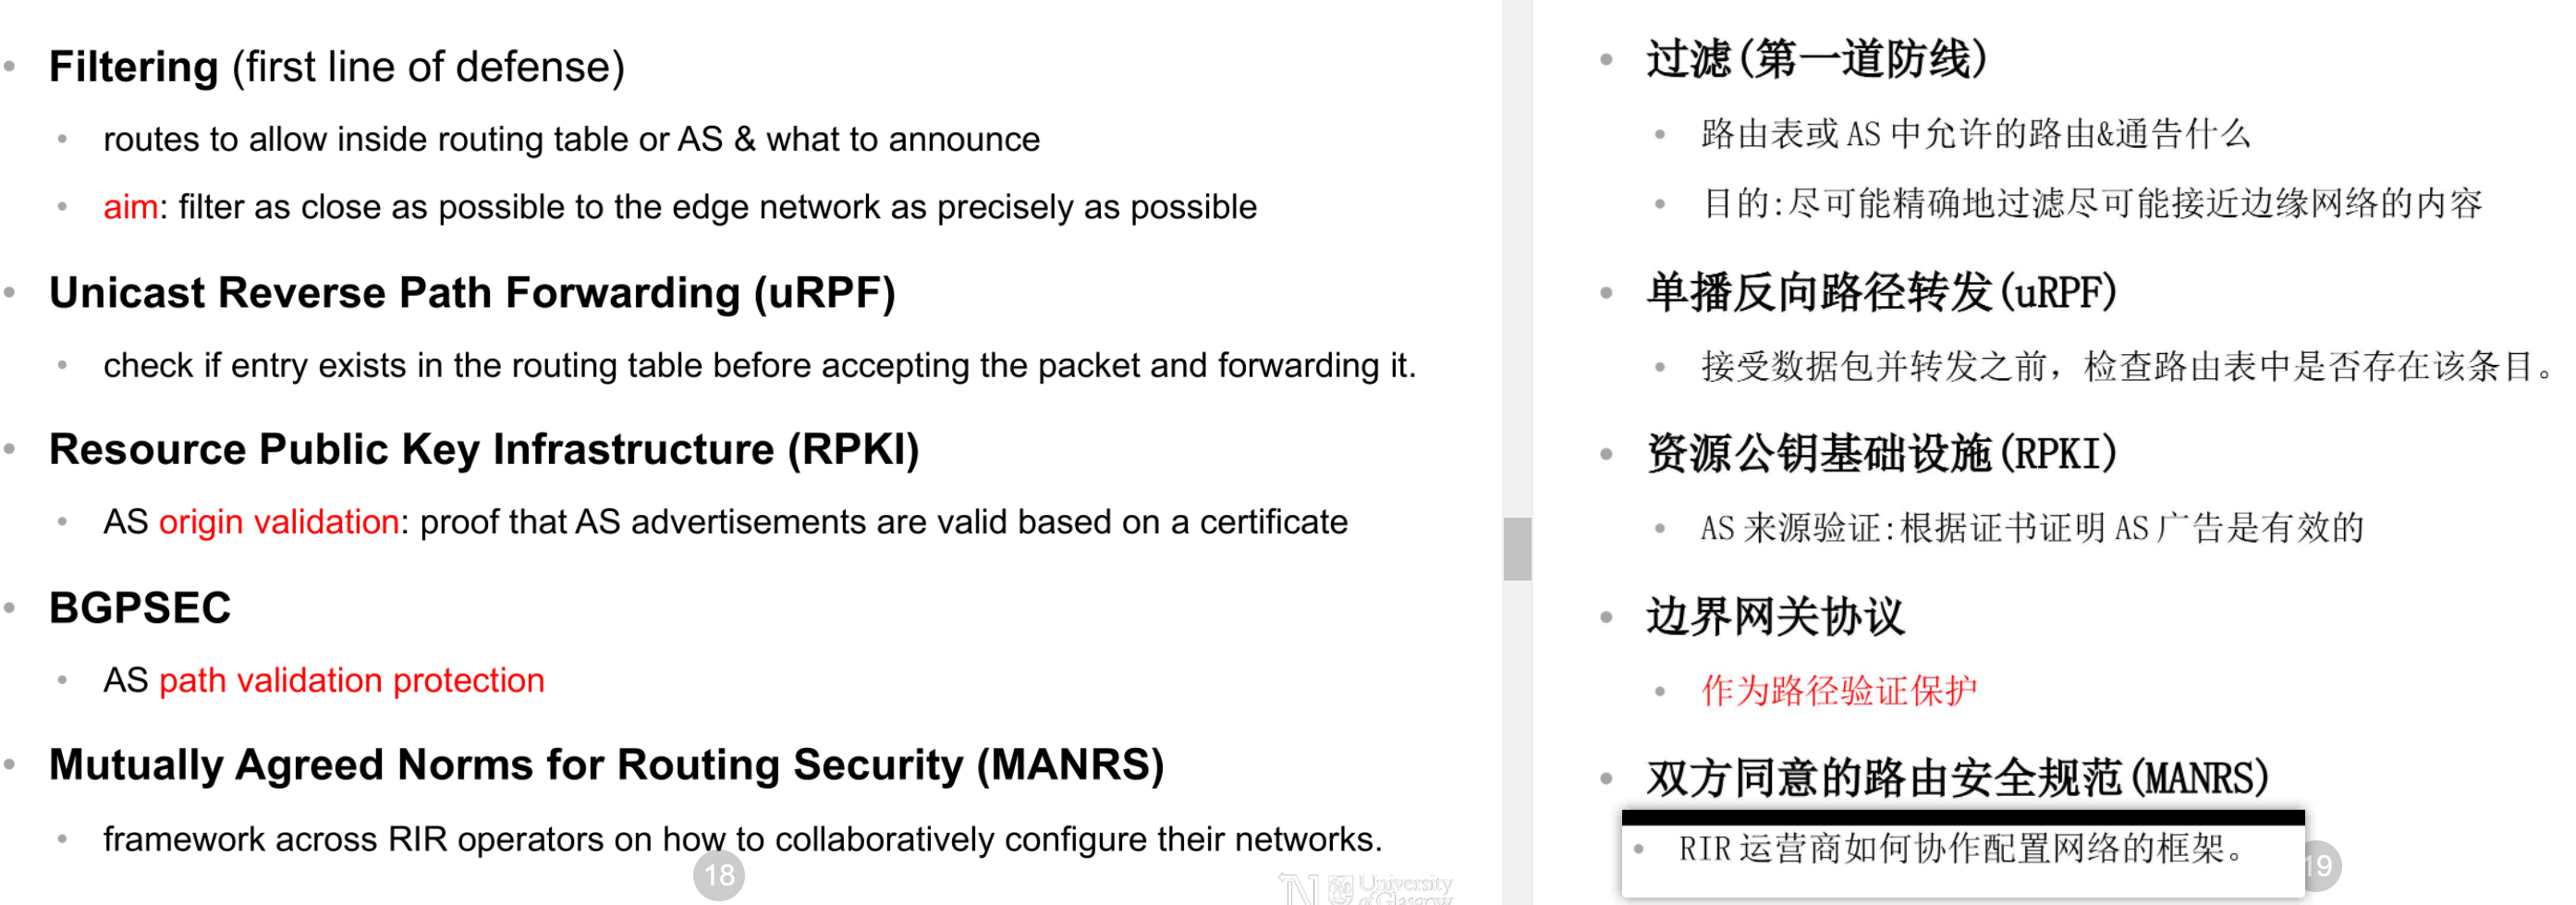 Filtering (first line of defense)
routes to allow inside routing table or AS & what to announce
aim: filter as close as possible to the edge network as precisely as possible
Unicast Reverse Path Forwarding (uRPF)
check if entry exists in the routing table before accepting the packet and forwarding it.
Resource Public Key Infrastructure (RPKI)
AS origin validation: proof that AS advertisements are valid based on a certificate
BGPSEC
AS path validation protection
Mutually Agreed Norms for Routing Security (MANRS)
framework across RIR operators on how to collaboratively configure their networks.
18
University
of Glasgow
过滤(第一道防线)
路由表或 AS 中允许的路由&通告什么
目的:尽可能精确地过滤尽可能接近边缘网络的内容
单播反向路径转发(uRPF)
接受数据包并转发之前，检查路由表中是否存在该条目。
资源公钥基础设施(RPKI)
AS 来源验证:根据证书证明 AS 广告是有效的
边界网关协议
作为路径验证保护
双方同意的路由安全规范(MANRS)
RIR 运营商如何协作配置网络的框架。
19